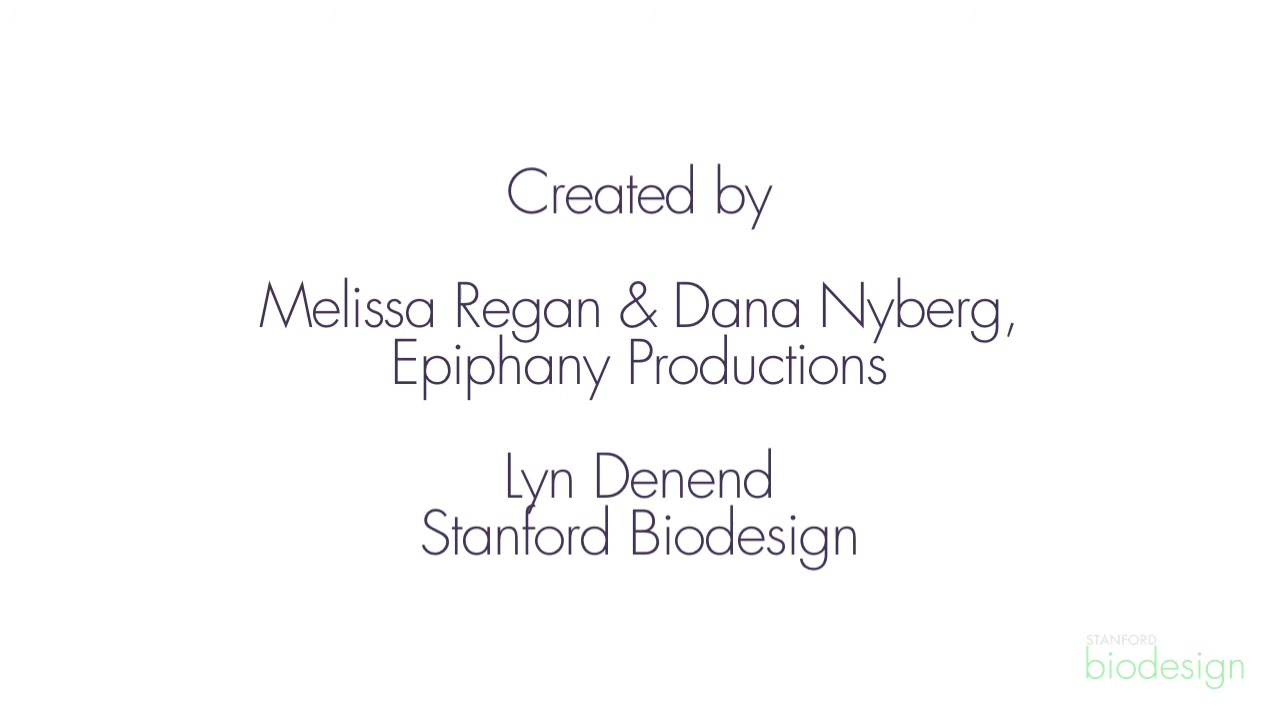 Created by
Melissa Regan & Dana Nyberg,
Epiphany Productions
Lyn Denend
Stanford Biodesign
STANFORD
biodesign